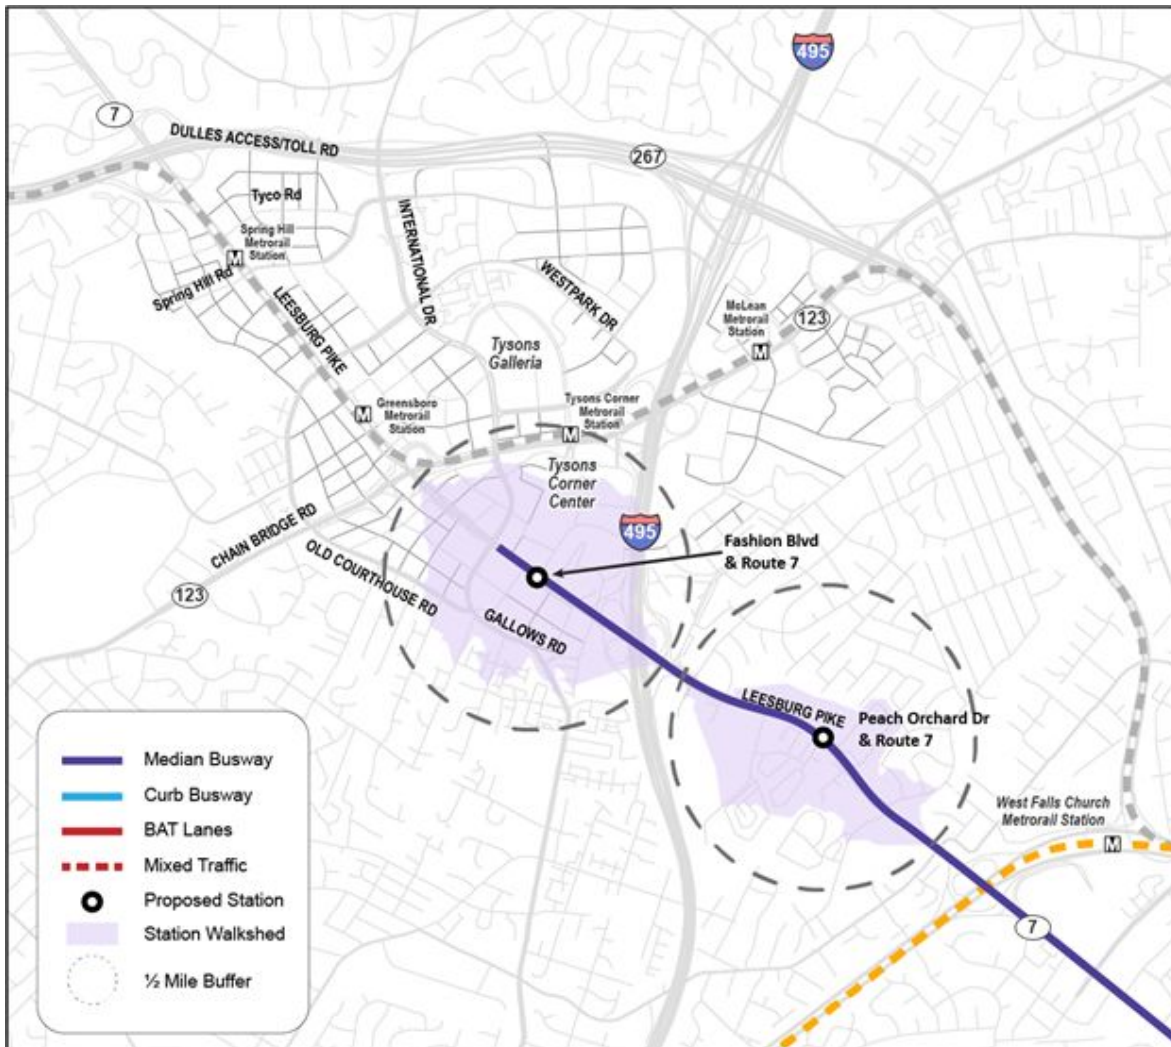 495
7
DULLES ACCESS/TOLL RD
267
Tyco Rd
Spring Hill
Metrorail
Station
Spring Hill Rd
INTERNATIONAL DR
WESTPARK DR
LEESBURG PIKE
McLean
Metrorail
Station
123
M
M
Tysons
Galleria
Greensboro
Metrorail
Station
M
Tysons Corner
Metrorail
Station
M
Tysons
Corner
Center
CHAIN BRIDGE RD
OLD COURTHOUSE RD
495
Fashion Blvd
& Route 7
123
GALLOWS RD
LEESBURG PIKE
Peach Orchard Dr
& Route 7
West Falls Church
Metrorail Station
M
7
Median Busway
Curb Busway
BAT Lanes
Mixed Traffic
Proposed Station
Station Walkshed
½ Mile Buffer